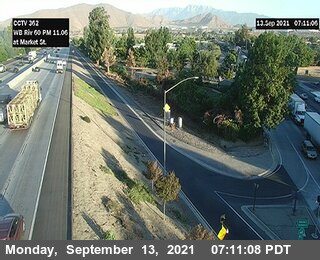 CCTV 362
WB Riv 60 PM 11.06
at Market St.
13.Sep 2021 07:11:06
Monday, September 13, 2021 07:11:08 PDT